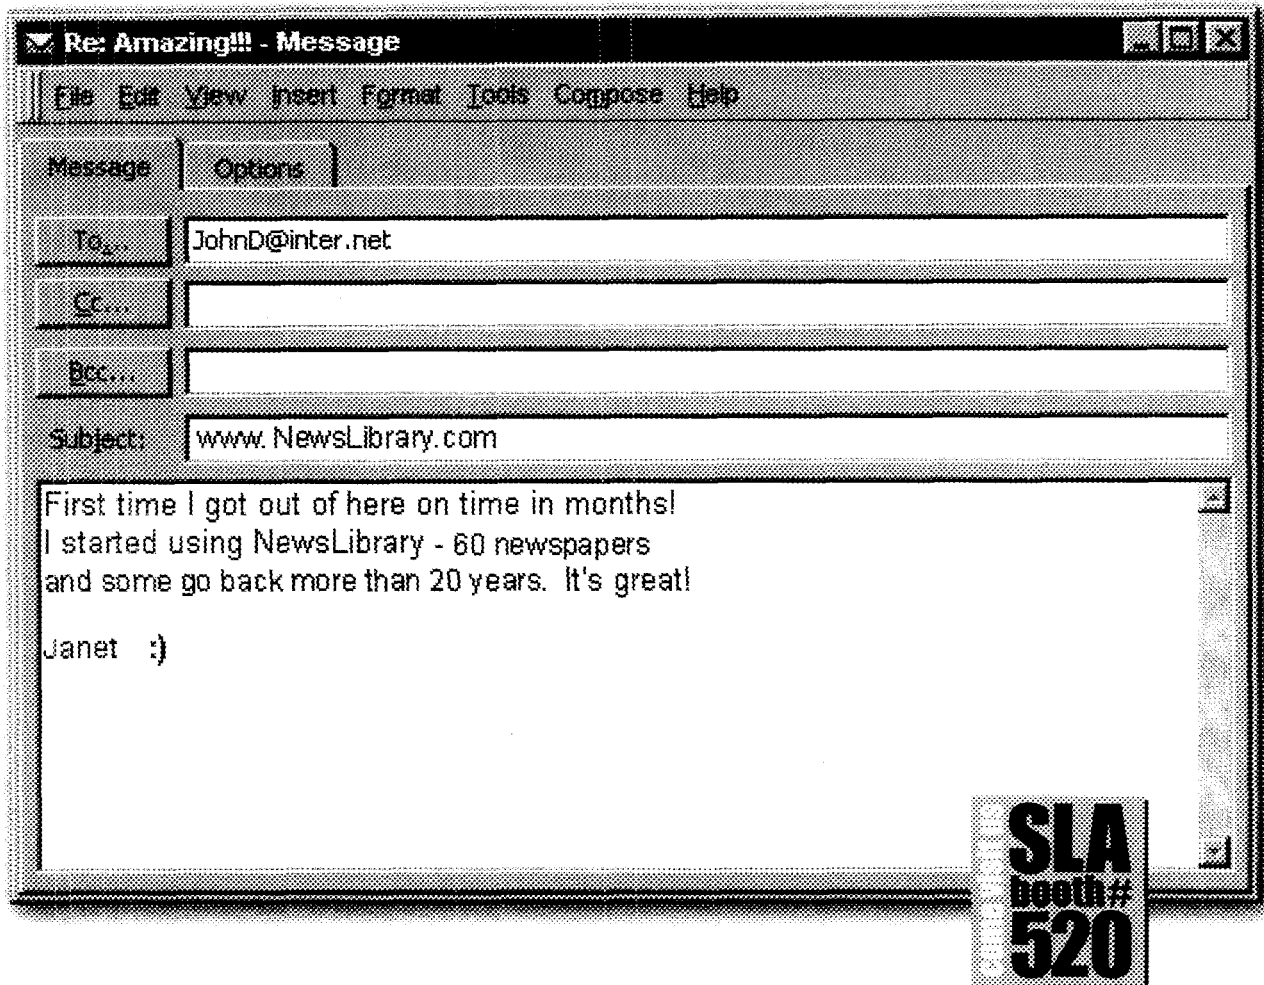 Re: Amazing!!! - Message
File Edit View Insert Format Tools Compose Help
Message Options
To... JohnD@inter.net
Cc...
Bcc...
Subject: www.NewsLibrary.com
First time I got out of here on time in months!
I started using NewsLibrary - 60 newspapers
and some go back more than 20 years. It's great!
Janet :)
SLA
booth#
520